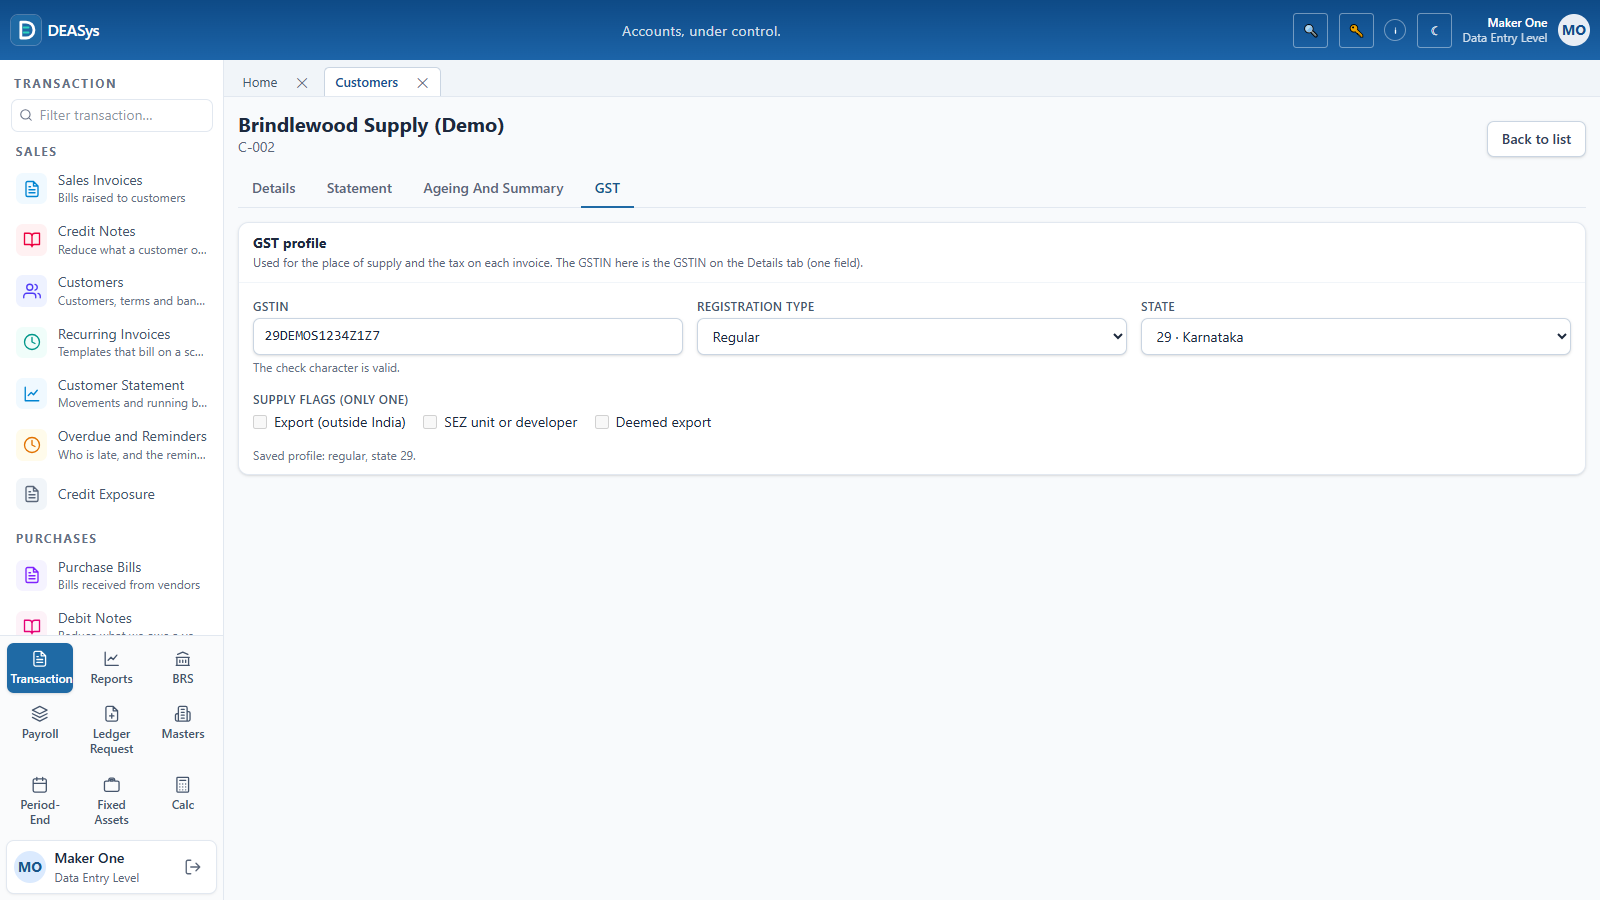 DEASys
Accounts, under control.
Maker One
Data Entry Level
MO
TRANSACTION
Filter transaction...
SALES
Sales Invoices
Bills raised to customers
Credit Notes
Reduce what a customer o...
Customers
Customers, terms and ban...
Recurring Invoices
Templates that bill on a sc...
Customer Statement
Movements and running b...
Overdue and Reminders
Who is late, and the remin...
Credit Exposure
PURCHASES
Purchase Bills
Bills received from vendors
Debit Notes
Transaction
Reports
BRS
Payroll
Ledger
Request
Masters
Period-
End
Fixed
Assets
Calc
MO
Maker One
Data Entry Level
Home
Customers
Brindlewood Supply (Demo)
C-002
Back to list
Details
Statement
Ageing And Summary
GST
GST profile
Used for the place of supply and the tax on each invoice. The GSTIN here is the GSTIN on the Details tab (one field).
GSTIN
REGISTRATION TYPE
STATE
29DEMOS1234Z1Z7
Regular
29 · Karnataka
The check character is valid.
SUPPLY FLAGS (ONLY ONE)
Export (outside India)
SEZ unit or developer
Deemed export
Saved profile: regular, state 29.